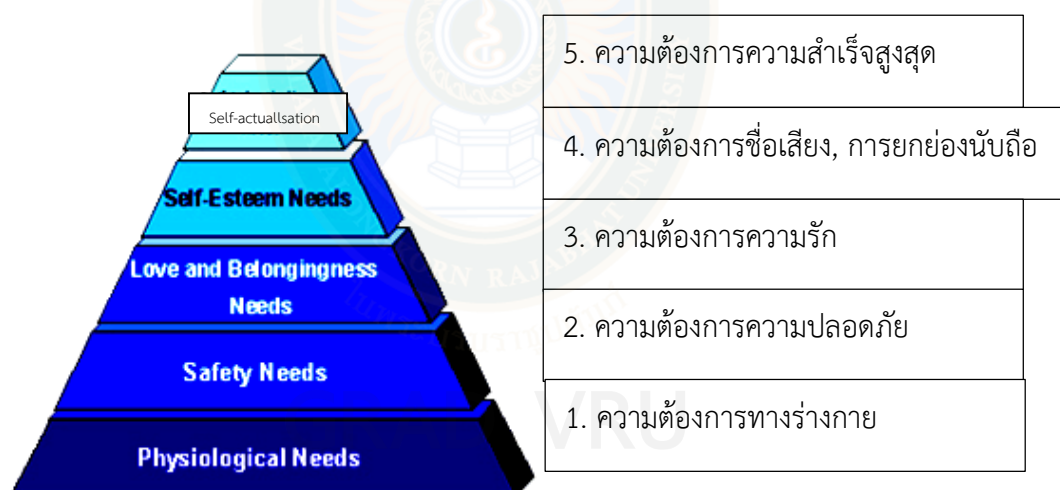 Self-actuallsation
Self-Esteem Needs
Love and Belongingness
Needs
Safety Needs
Physiological Needs
5. ความต้องการความสำเร็จสูงสุด
4. ความต้องการชื่อเสียง, การยกย่องนับถือ
3. ความต้องการความรัก
2. ความต้องการความปลอดภัย
1. ความต้องการทางร่างกาย
VRU